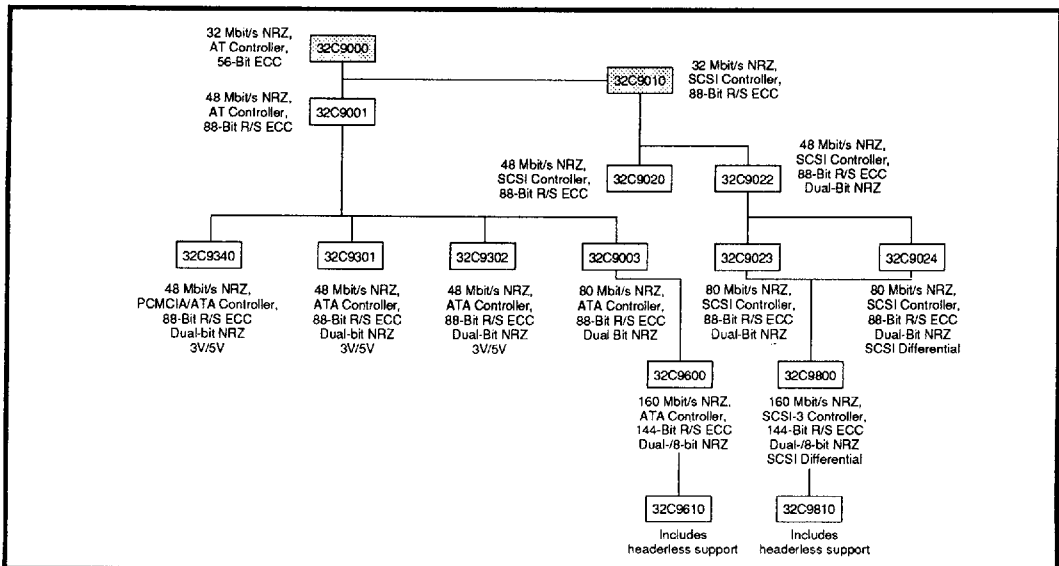 32 Mbit/s NRZ,
AT Controller,
56-Bit ECC
32C9000
32C9010
32 Mbit/s NRZ,
SCSI Controller,
88-Bit R/S ECC
48 Mbit/s NRZ,
AT Controller,
88-Bit R/S ECC
32C9001
48 Mbit/s NRZ,
SCSI Controller,
88-Bit R/S ECC
32C9020
32C9022
48 Mbit/s NRZ,
SCSI Controller,
88-Bit R/S ECC
Dual-Bit NRZ
32C9340
48 Mbit/s NRZ,
PCMCIA/ATA Controller,
88-Bit R/S ECC
Dual-bit NRZ
3V/5V
32C9301
48 Mbit/s NRZ,
ATA Controller,
88-Bit R/S ECC
Dual-bit NRZ
3V/5V
32C9302
48 Mbit/s NRZ,
ATA Controller,
88-Bit R/S ECC
Dual-Bit NRZ
3V/5V
32C9003
80 Mbit/s NRZ,
ATA Controller,
88-Bit R/S ECC
Dual Bit NRZ
32C9023
80 Mbit/s NRZ,
SCSI Controller,
88-Bit R/S ECC
Dual-Bit NRZ
32C9024
80 Mbit/s NRZ,
SCSI Controller,
88-Bit R/S ECC
Dual-Bit NRZ
SCSI Differential
32C9600
160 Mbit/s NRZ,
ATA Controller,
144-Bit R/S ECC
Dual-/8-bit NRZ
32C9800
160 Mbit/s NRZ,
SCSI-3 Controller,
144-Bit R/S ECC
Dual-/8-bit NRZ
SCSI Differential
32C9610
Includes
headerless support
32C9810
Includes
headerless support